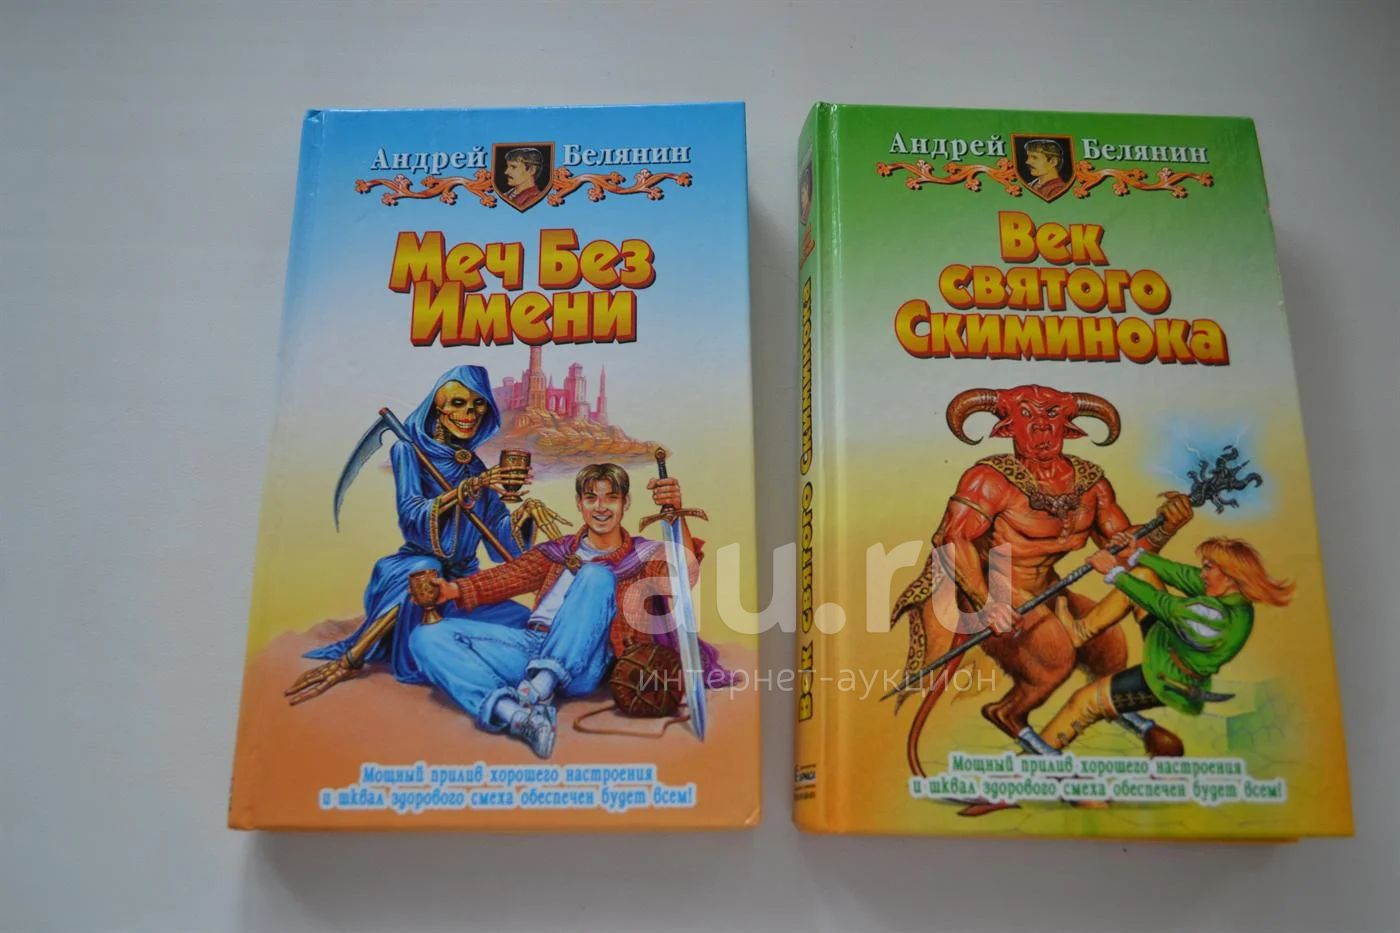 Андрей Белянин
Меч Без
Имени
Мощный прилив хорошего настроения
и шквал здорового смеха обеспечен будет всем!
Андрей Белянин
Век
святого
Скиминока
Мощный прилив хорошего настроения
и шквал здорового смеха обеспечен будет всем!
Век святого Скиминока
au.ru
интернет-аукцион